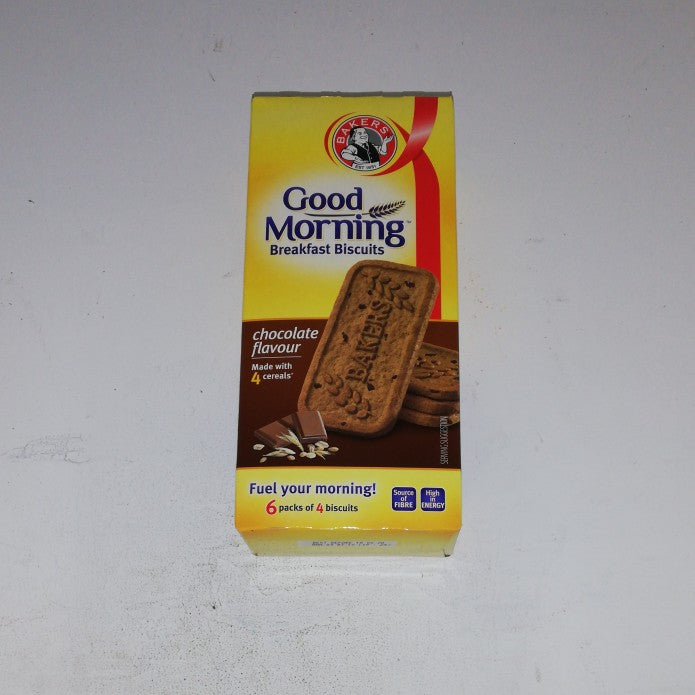 BAKERS
EST. 1851
Good
Morning™
Breakfast Biscuits
BAKERS
chocolate
flavour
Made with
4 cereals*
SERVING SUGGESTION
Fuel your morning!
6 packs of 4 biscuits
Source
of
FIBRE
High
in
ENERGY